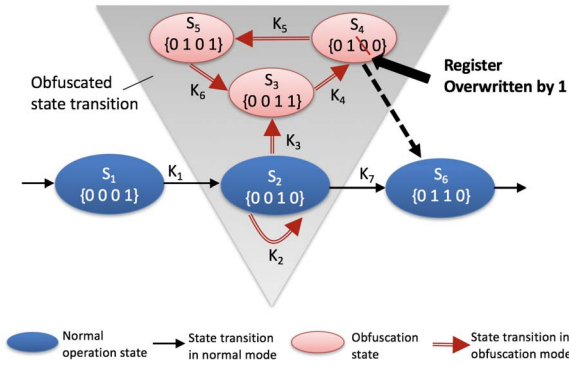 S5
{0 1 0 1}
K5
S4
{0 1 0 0}
Register
Overwritten by 1
Obfuscated
state transition
K6
S3
{0 0 1 1}
K4
K3
S1
{0 0 0 1}
K1
S2
{0 0 1 0}
K7
S6
{0 1 1 0}
K2
Normal
operation state
State transition
in normal mode
Obfuscation
state
State transition in
obfuscation mode